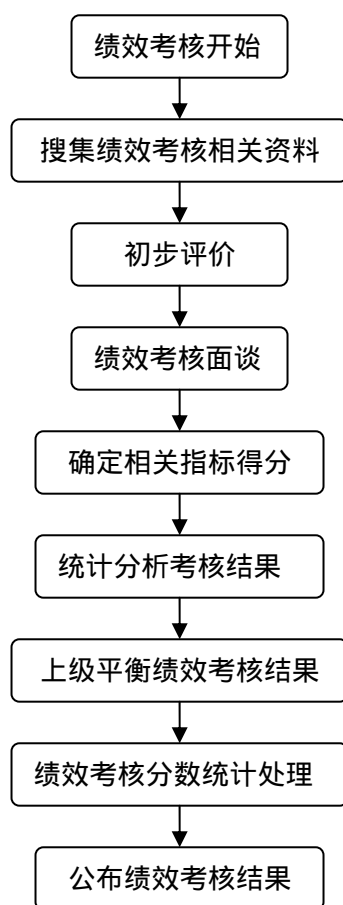 绩效考核开始
搜集绩效考核相关资料
初步评价
绩效考核面谈
确定相关指标得分
统计分析考核结果
上级平衡绩效考核结果
绩效考核分数统计处理
公布绩效考核结果